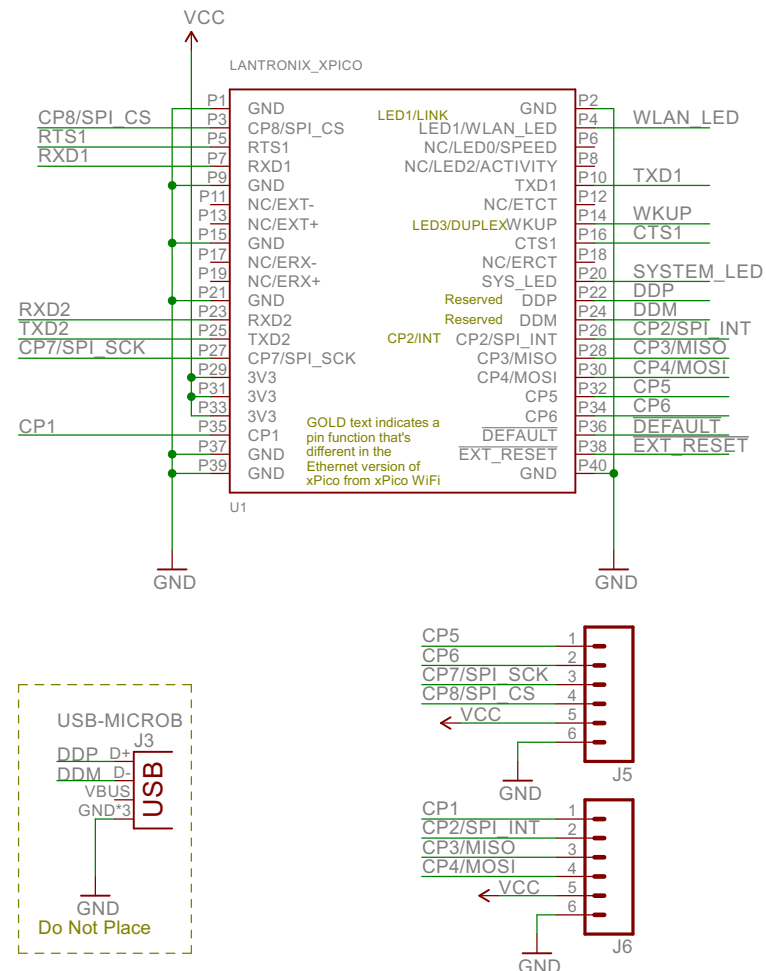 VCC
LANTRONIX_XPICO
P1 GND GND P2
CP8/SPI_CS P3 CP8/SPI_CS LED1/LINK LED1/WLAN_LED P4 WLAN_LED
RTS1 P5 RTS1 NC/LED0/SPEED P6
RXD1 P7 RXD1 NC/LED2/ACTIVITY P8
P9 GND TXD1 P10 TXD1
P11 NC/EXT- NC/ETCT P12
P13 NC/EXT+ LED3/DUPLEX WKUP P14 WKUP
P15 GND CTS1 P16 CTS1
P17 NC/ERX- NC/ERCT P18
P19 NC/ERX+ SYS_LED P20 SYSTEM_LED
P21 GND Reserved DDP P22 DDP
RXD2 P23 RXD2 Reserved DDM P24 DDM
TXD2 P25 TXD2 CP2/INT CP2/SPI_INT P26 CP2/SPI_INT
CP7/SPI_SCK P27 CP7/SPI_SCK CP3/MISO P28 CP3/MISO
P29 3V3 CP4/MOSI P30 CP4/MOSI
P31 3V3 CP5 P32 CP5
P33 3V3 CP6 P34 CP6
CP1 P35 CP1 DEFAULT P36 DEFAULT
P37 GND EXT_RESET P38 EXT_RESET
P39 GND GND P40
GOLD text indicates a
pin function that's
different in the
Ethernet version of
xPico from xPico WiFi
U1
GND GND
CP5 1
CP6 2
CP7/SPI_SCK 3
CP8/SPI_CS 4
VCC 5
6
GND J5
USB-MICROB
J3
DDP D+
DDM D-
VBUS
GND*3
USB
GND
Do Not Place
CP1 1
CP2/SPI_INT 2
CP3/MISO 3
CP4/MOSI 4
VCC 5
6
J6
GND